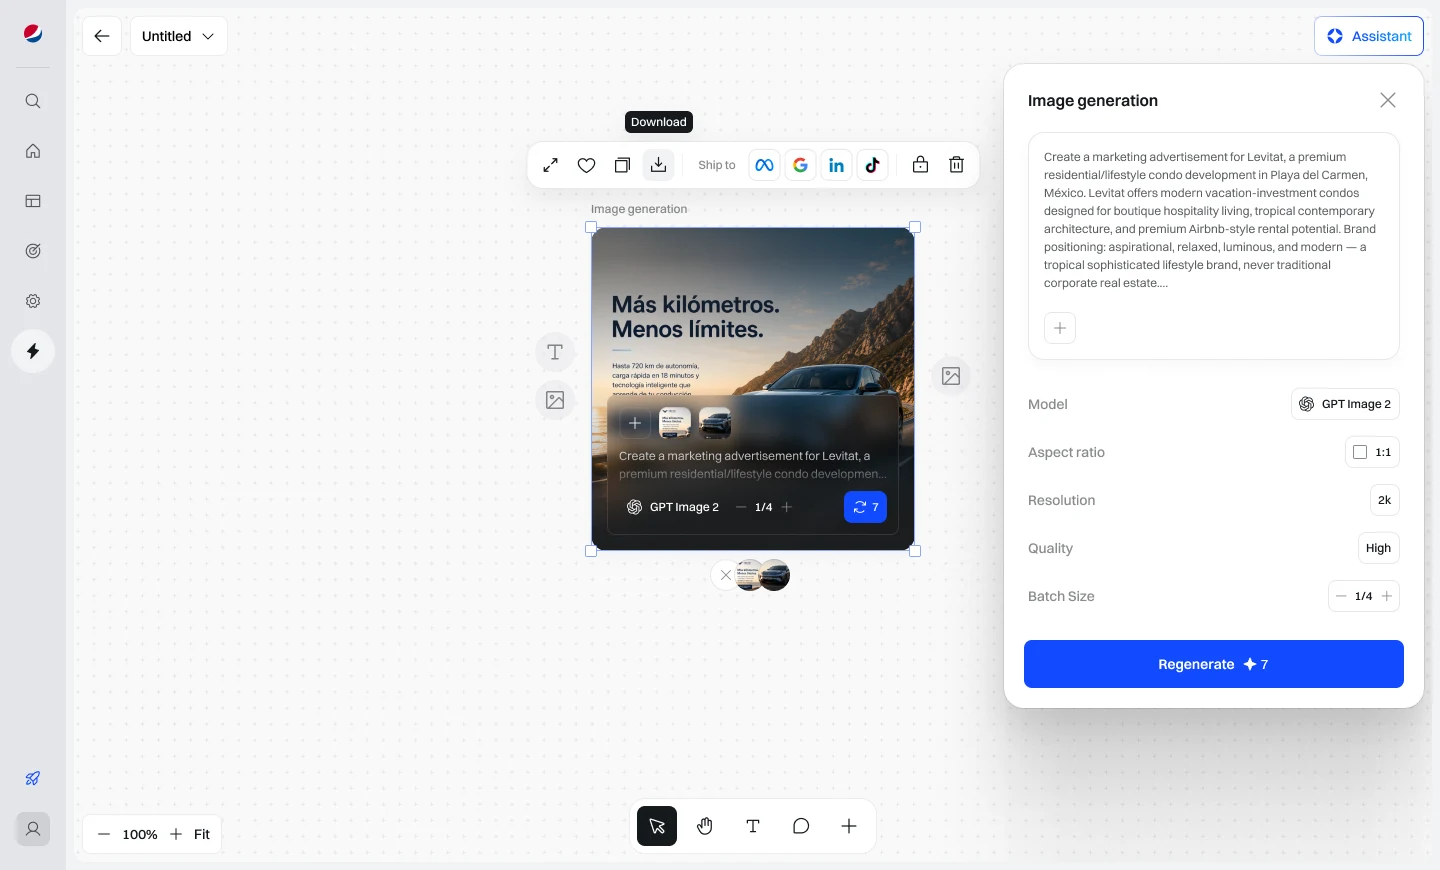 Untitled
Assistant
Download
Ship to
Image generation
Más kilómetros.
Menos límites.
Hasta 720 km de autonomía,
carga rápida en 18 minutos y
tecnología inteligente que
aprende de tu conducción
Create a marketing advertisement for Levitat, a
premium residential/lifestyle condo developmen...
GPT Image 2
1/4
7
Image generation
Create a marketing advertisement for Levitat, a premium
residential/lifestyle condo development in Playa del Carmen,
México. Levitat offers modern vacation-investment condos
designed for boutique hospitality living, tropical contemporary
architecture, and premium Airbnb-style rental potential. Brand
positioning: aspirational, relaxed, luminous, and modern — a
tropical sophisticated lifestyle brand, never traditional
corporate real estate....
Model
GPT Image 2
Aspect ratio
1:1
Resolution
2k
Quality
High
Batch Size
1/4
Regenerate 7
100%
Fit